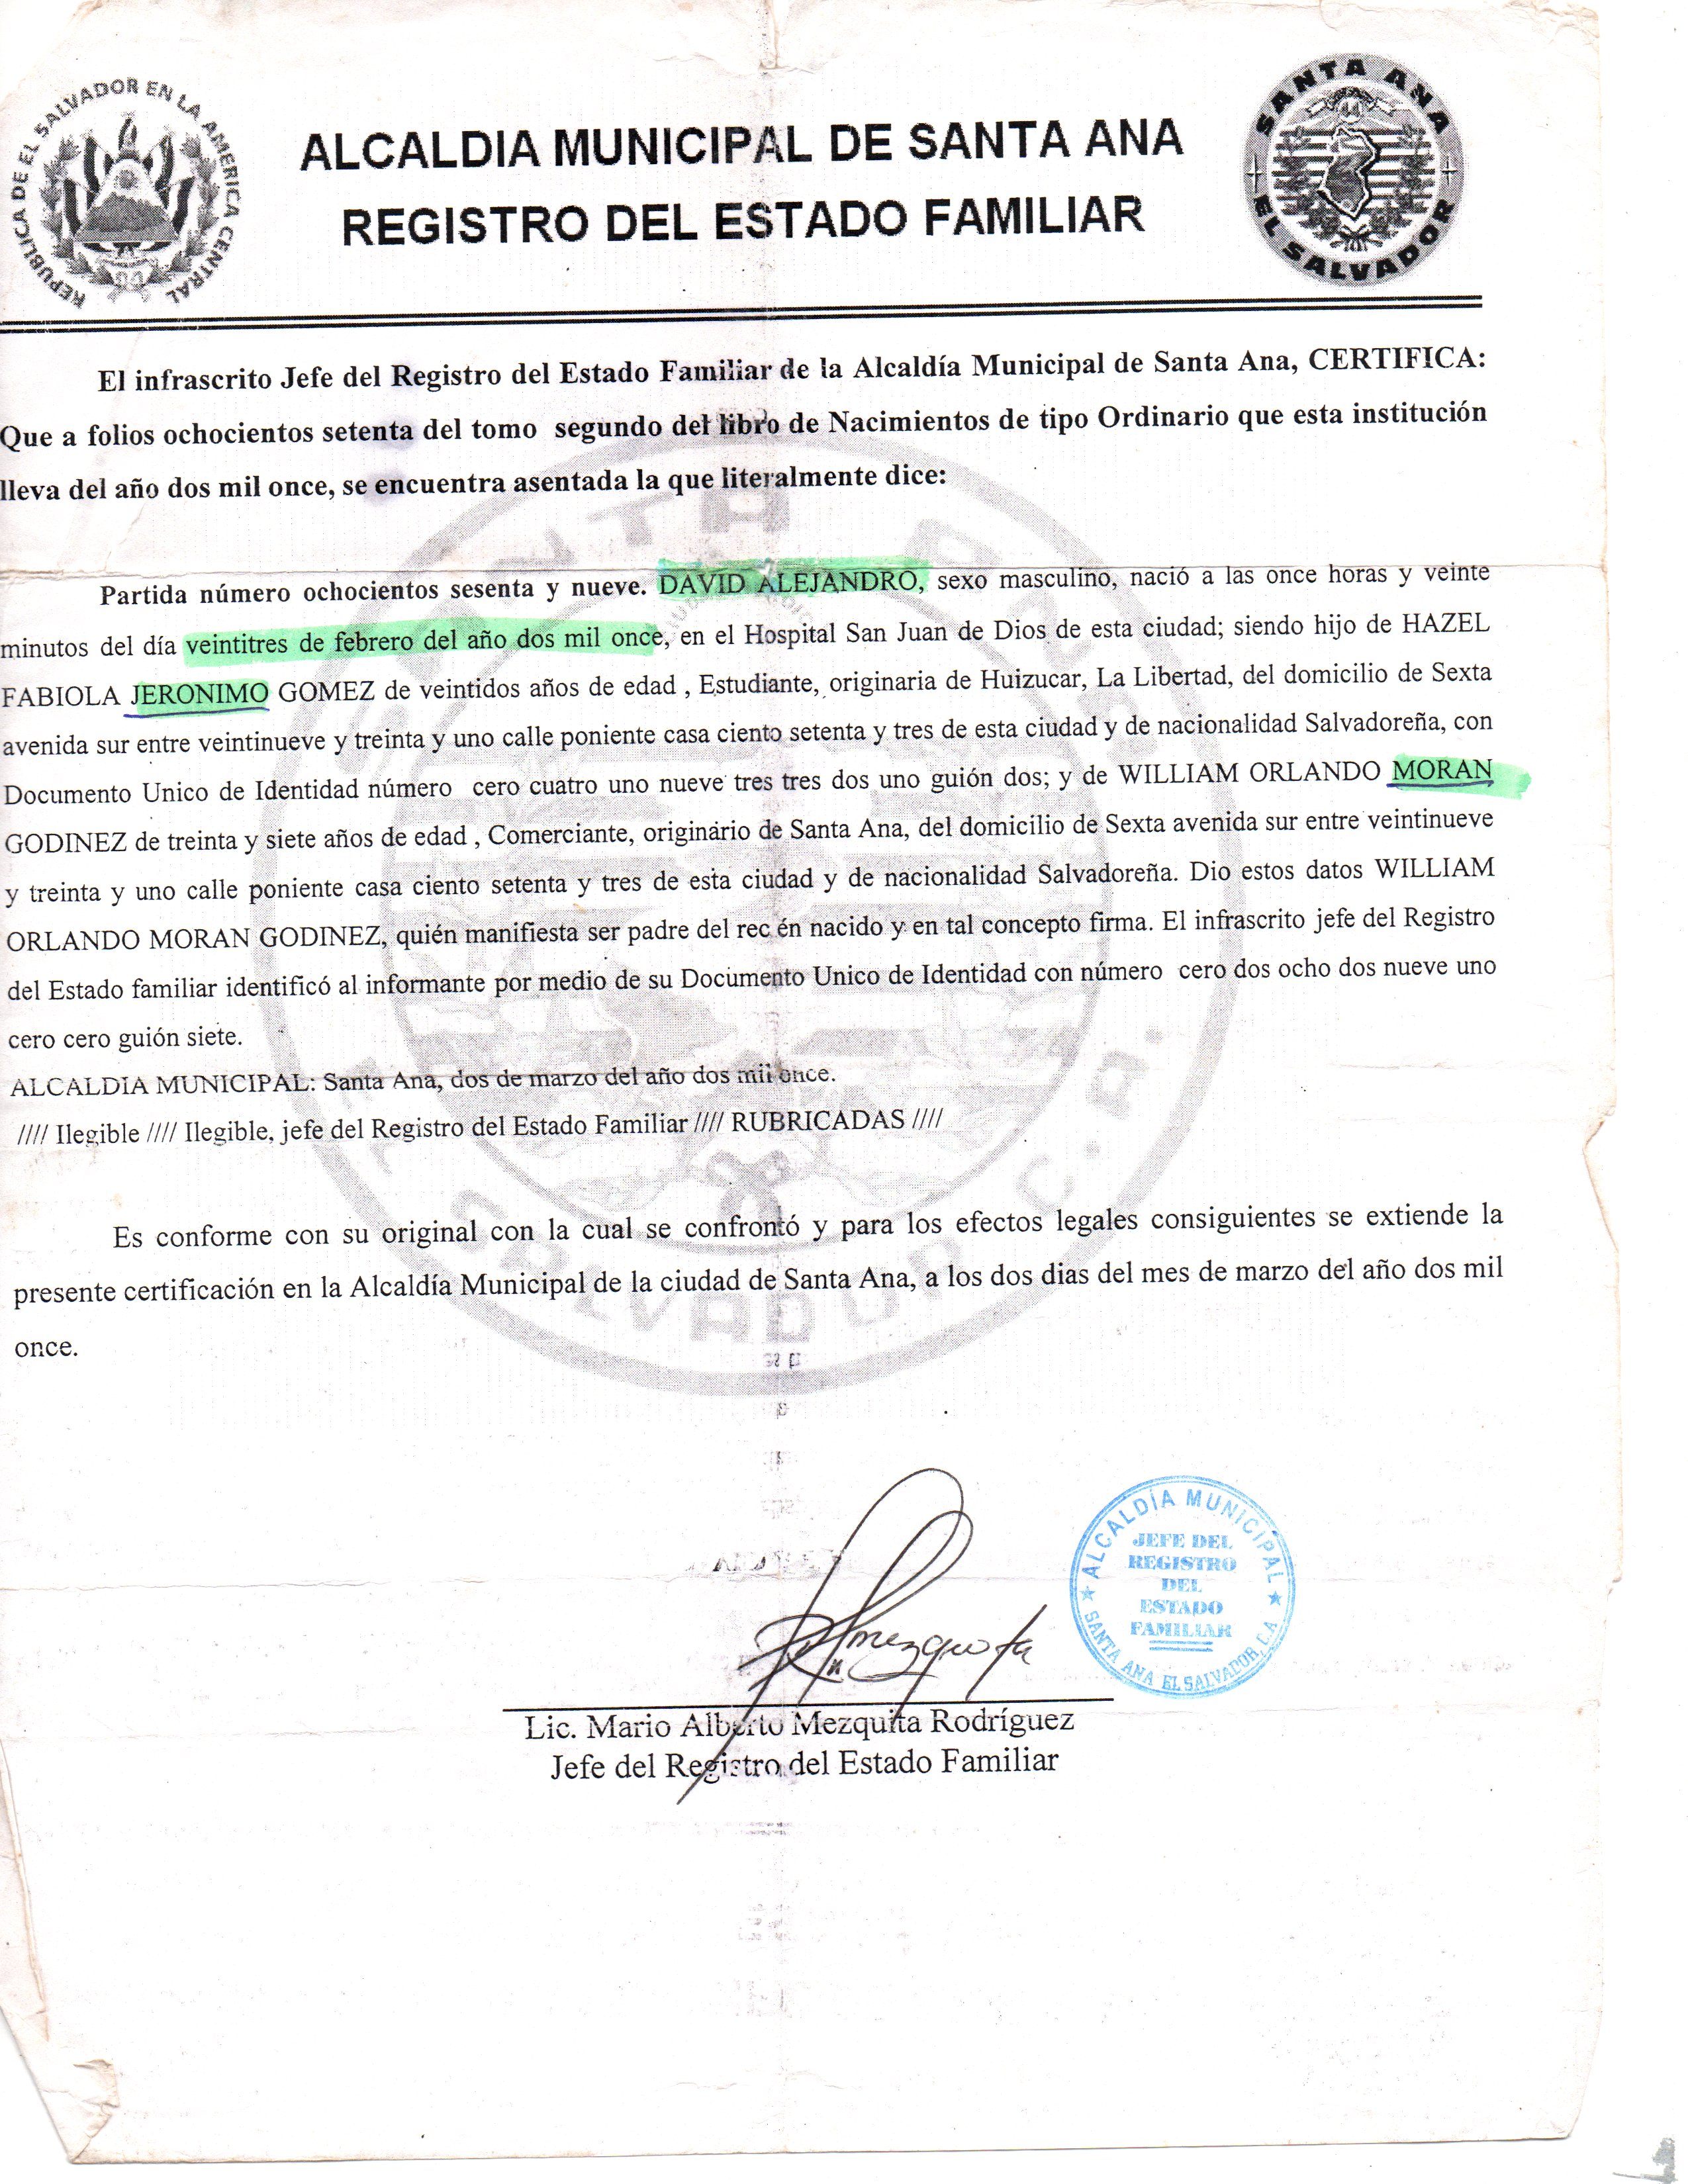 REPUBLICA DE EL SALVADOR EN LA AMERICA CENTRAL
SANTA ANA
EL SALVADOR
ALCALDIA MUNICIPAL DE SANTA ANA
REGISTRO DEL ESTADO FAMILIAR
El infrascrito Jefe del Registro del Estado Familiar de la Alcaldía Municipal de Santa Ana, CERTIFICA:
Que a folios ochocientos setenta del tomo segundo del libro de Nacimientos de tipo Ordinario que esta institución
lleva del año dos mil once, se encuentra asentada la que literalmente dice:
Partida número ochocientos sesenta y nueve. DAVID ALEJANDRO, sexo masculino, nació a las once horas y veinte
minutos del día veintitres de febrero del año dos mil once, en el Hospital San Juan de Dios de esta ciudad; siendo hijo de HAZEL
FABIOLA JERONIMO GOMEZ de veintidos años de edad , Estudiante, originaria de Huizucar, La Libertad, del domicilio de Sexta
avenida sur entre veintinueve y treinta y uno calle poniente casa ciento setenta y tres de esta ciudad y de nacionalidad Salvadoreña, con
Documento Unico de Identidad número cero cuatro uno nueve tres tres dos uno guión dos; y de WILLIAM ORLANDO MORAN
GODINEZ de treinta y siete años de edad , Comerciante, originário de Santa Ana, del domicilio de Sexta avenida sur entre veintinueve
y treinta y uno calle poniente casa ciento setenta y tres de esta ciudad y de nacionalidad Salvadoreña. Dio estos datos WILLIAM
ORLANDO MORAN GODINEZ, quién manifiesta ser padre del rec én nacido y en tal concepto firma. El infrascrito jefe del Registro
del Estado familiar identificó al informante por medio de su Documento Unico de Identidad con número cero dos ocho dos nueve uno
cero cero guión siete.
ALCALDIA MUNICIPAL: Santa Ana, dos de marzo del año dos mil once.
//// Ilegible //// Ilegible, jefe del Registro del Estado Familiar //// RUBRICADAS ////
Es conforme con su original con la cual se confrontó y para los efectos legales consiguientes se extiende la
presente certificación en la Alcaldía Municipal de la ciudad de Santa Ana, a los dos dias del mes de marzo del año dos mil
once.
ALCALDÍA MUNICIPAL
JEFE DEL
REGISTRO
DEL
ESTADO
FAMILIAR
SANTA ANA EL SALVADOR, C.A
Lic. Mario Alberto Mezquita Rodríguez
Jefe del Registro del Estado Familiar